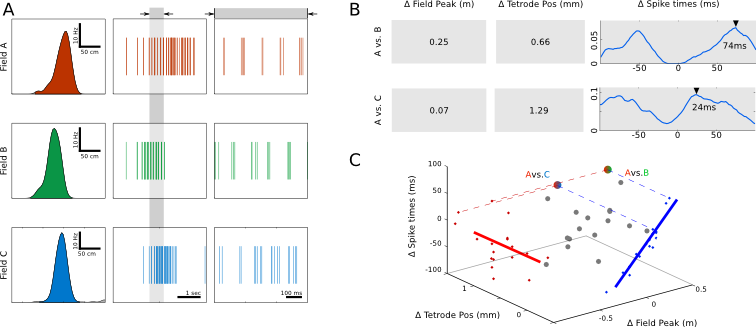 A
Field A
10 Hz
50 cm
Field B
10 Hz
50 cm
Field C
10 Hz
50 cm
1 sec
100 ms
B
Δ Field Peak (m)
Δ Tetrode Pos (mm)
Δ Spike times (ms)
A vs. B
0.25
0.66
0.05
0
74ms
-50
0
50
A vs. C
0.07
1.29
0.1
0
24ms
-50
0
50
C
Δ Spike times (ms)
100
50
0
-50
-100
Avs.C
Avs.B
1
0
Δ Tetrode Pos (mm)
-0.5
0
0.5
Δ Field Peak (m)